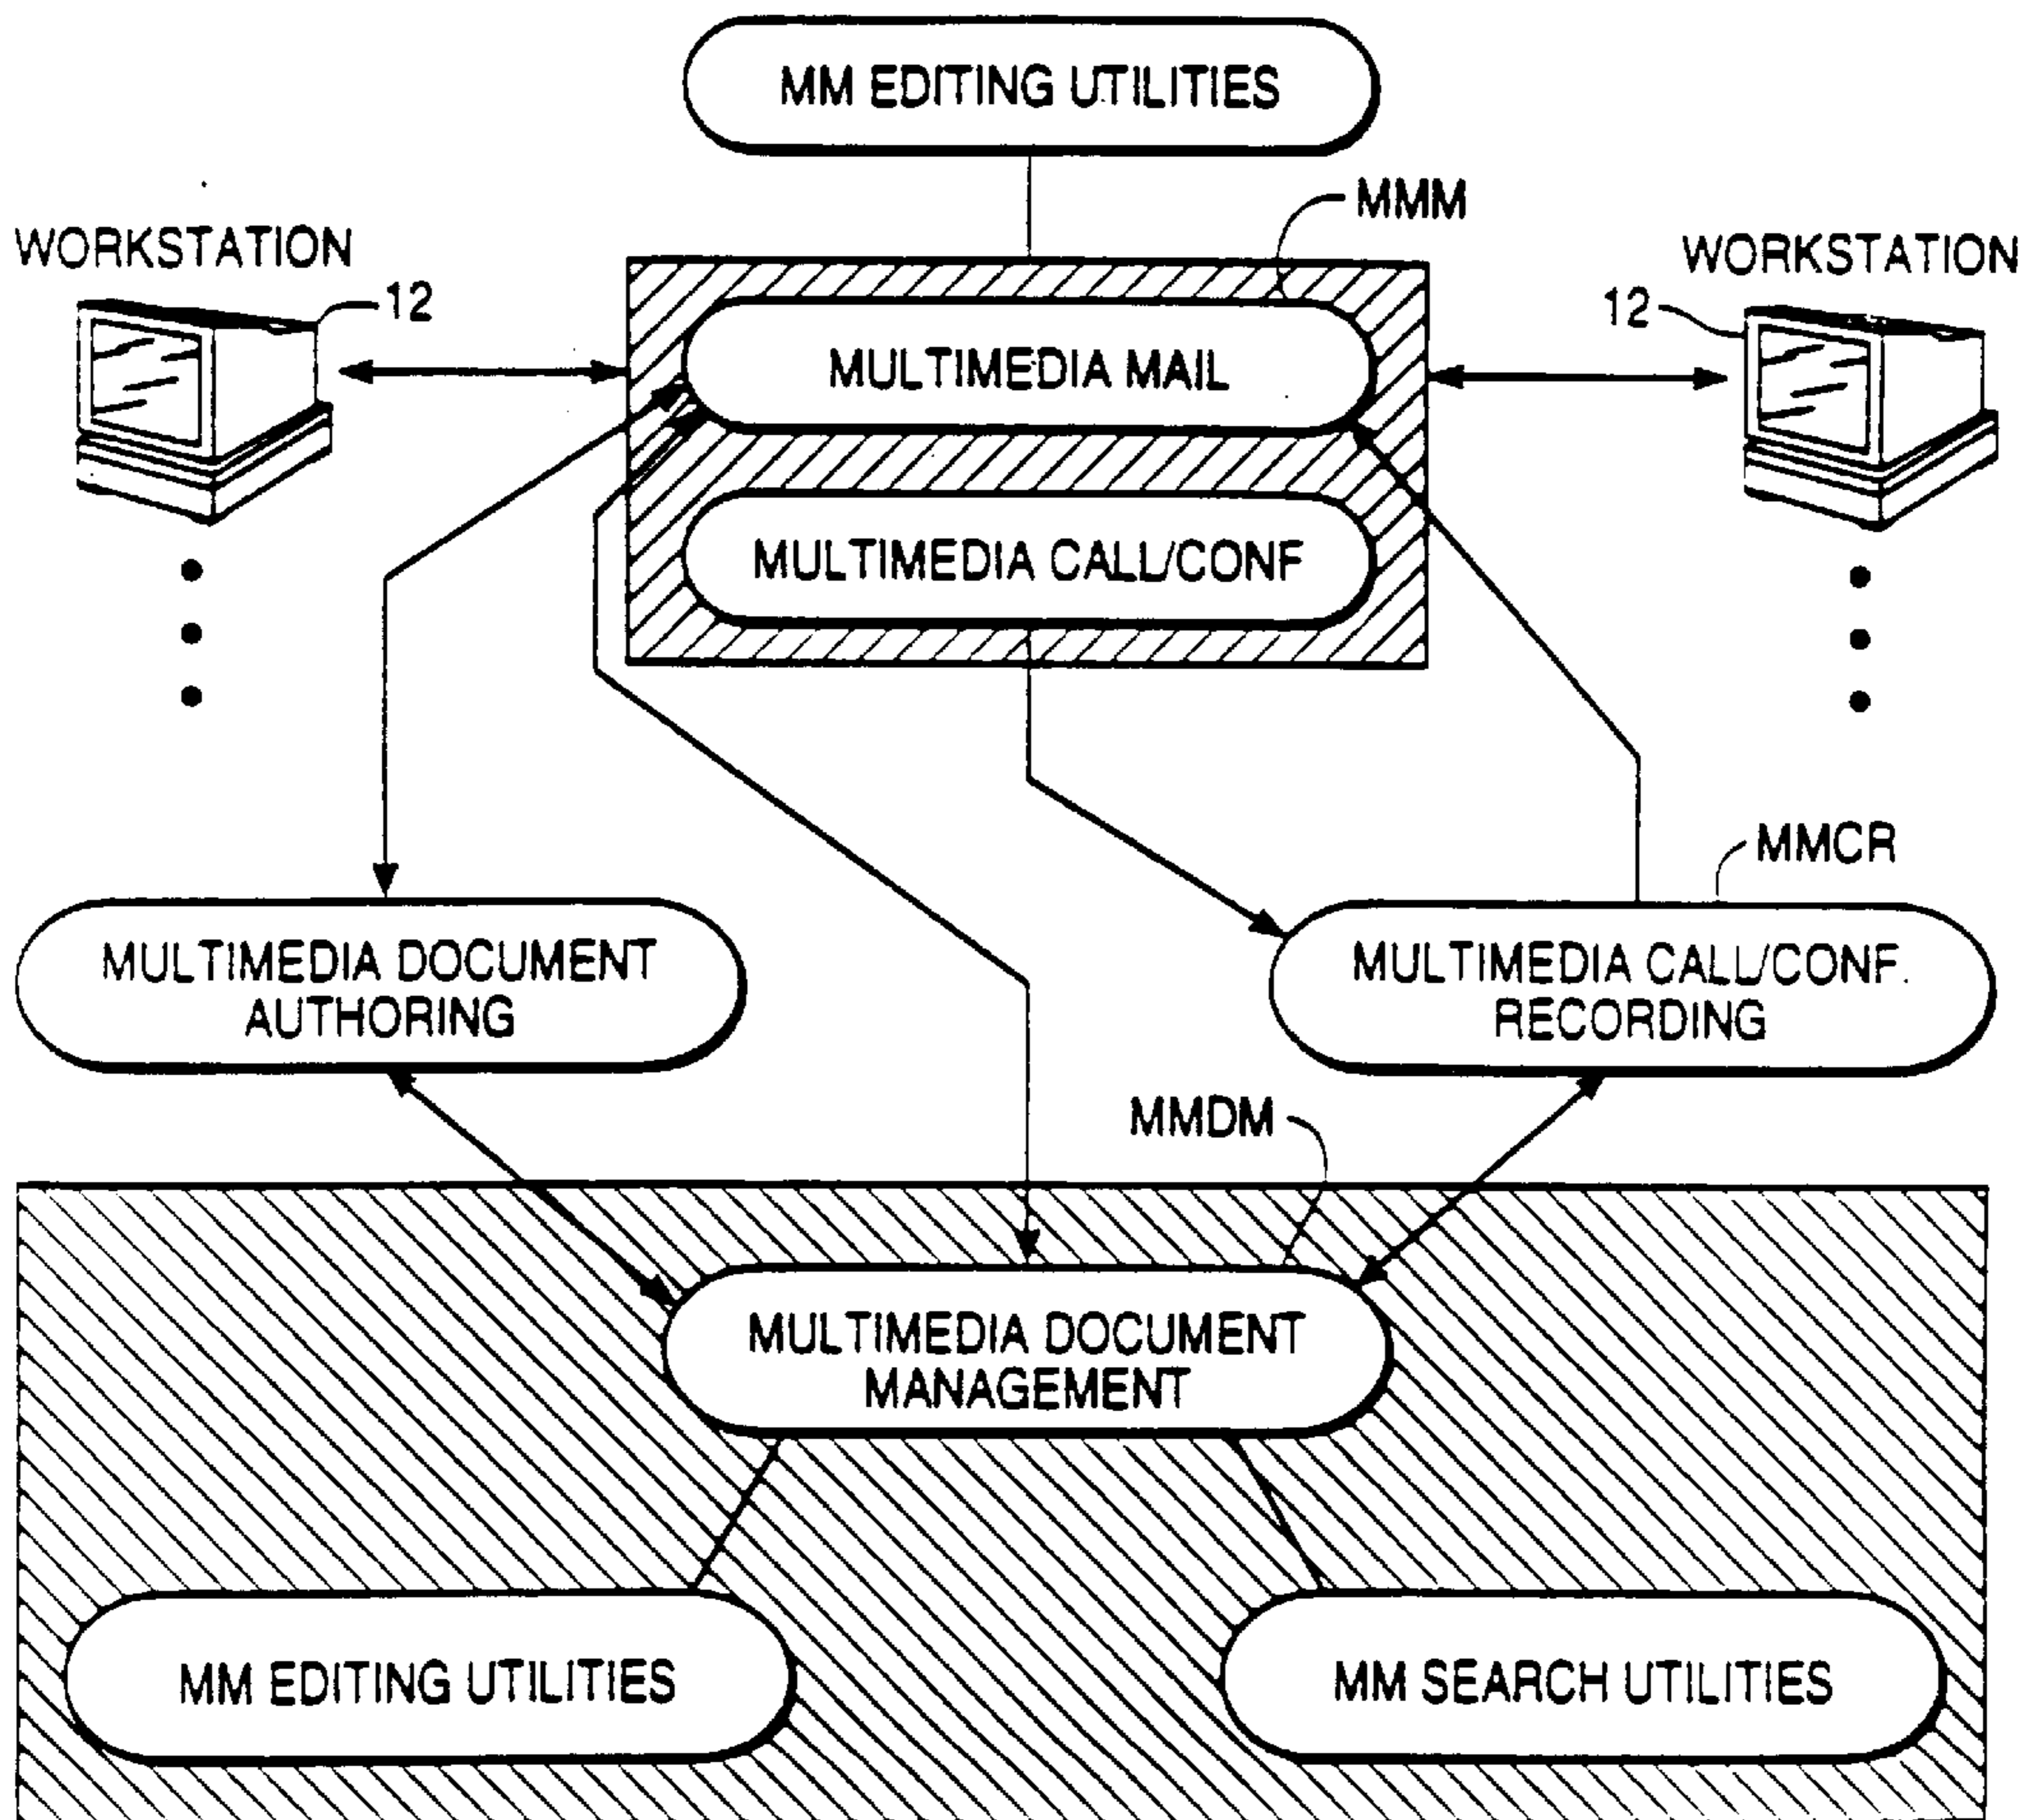 MM EDITING UTILITIES
MMM
WORKSTATION
WORKSTATION
12
12
MULTIMEDIA MAIL
MULTIMEDIA CALL/CONF
MMCR
MULTIMEDIA DOCUMENT
AUTHORING
MULTIMEDIA CALL/CONF.
RECORDING
MMDM
MULTIMEDIA DOCUMENT
MANAGEMENT
MM EDITING UTILITIES
MM SEARCH UTILITIES